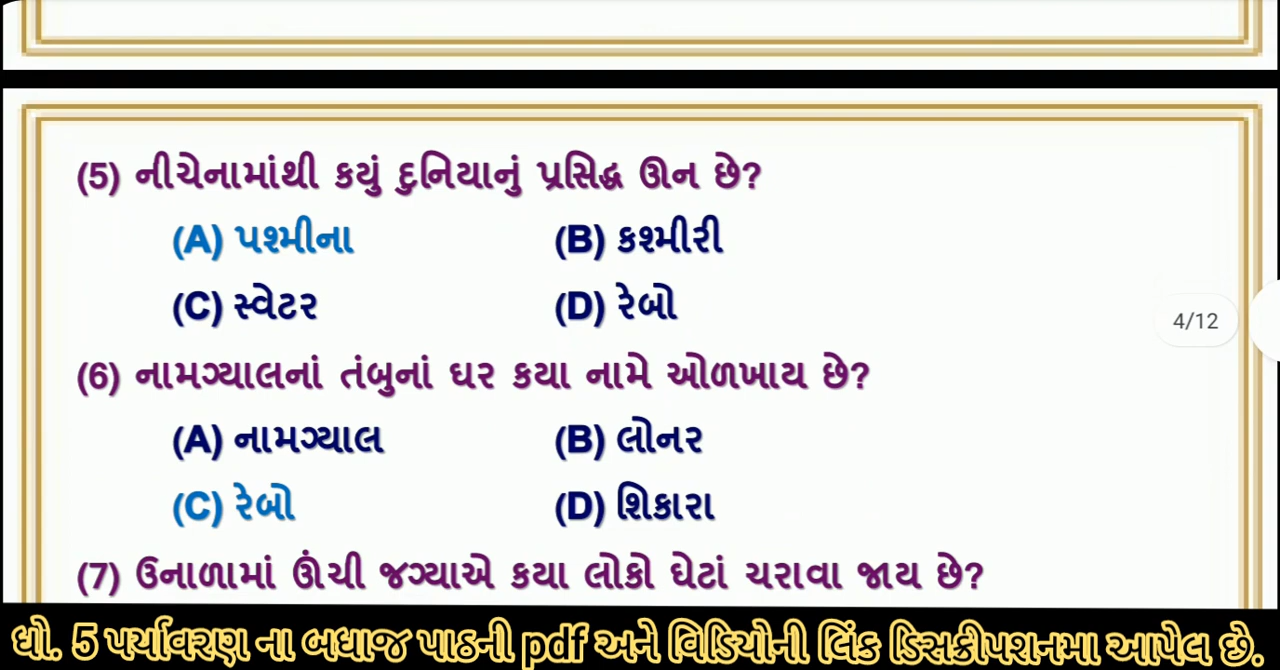 (5) નીચેનામાંથી કયું દુનિયાનું પ્રસિદ્ધ ઊન છે?
(A) પશ્મીના (B) કશ્મીરી
(C) સ્વેટર (D) રેબો
4/12
(6) નામગ્યાલનાં તંબુનાં ઘર કયા નામે ઓળખાય છે?
(A) નામગ્યાલ (B) લોનર
(C) રેબો (D) શિકારા
(7) ઉનાળામાં ઊંચી જગ્યાએ કયા લોકો ઘેટાં ચરાવા જાય છે?
ધો. 5 પર્યાવરણ ના બધાજ પાઠની pdf અને વિડિયોની લિંક ડિસક્રીપશનમા આપેલ છે.